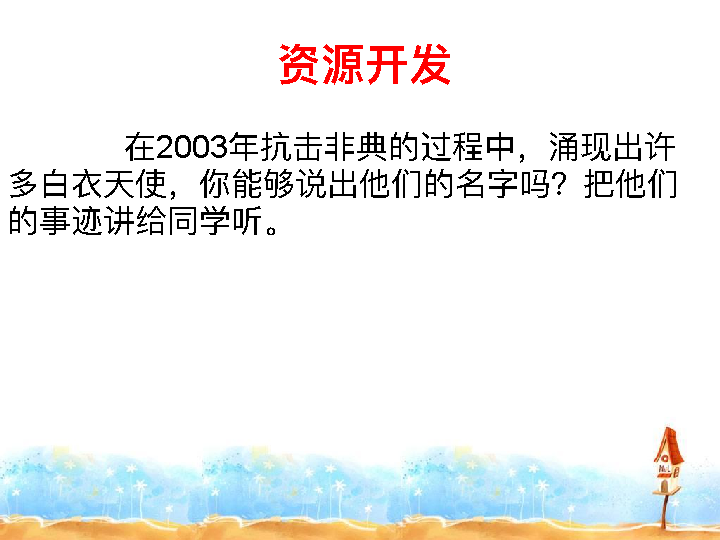 资源开发
在2003年抗击非典的过程中，涌现出许
多白衣天使，你能够说出他们的名字吗？把他们
的事迹讲给同学听。